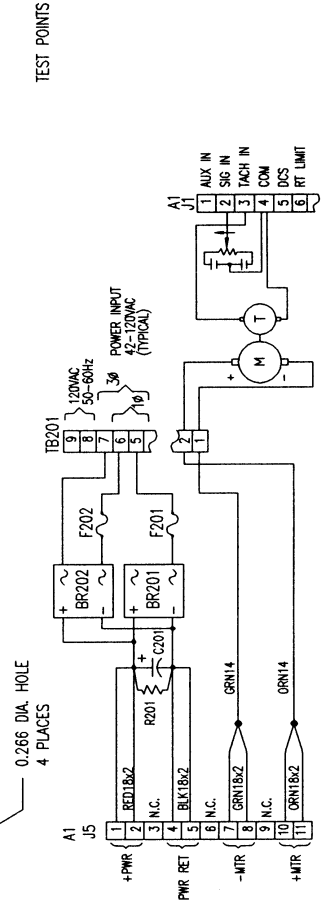 TEST POINTS
0.266 DIA. HOLE
4 PLACES
A1
J5
1
2
3
4
5
6
7
8
9
10
11
+PWR
PWR RET
-MTR
+MTR
RED18x2
N.C.
BLK18x2
N.C.
GRN18x2
N.C.
ORN18x2
R201
+
C201
BR202
+
-
~
~
BR201
+
-
~
~
F202
F201
TB201
9
8
7
6
5
2
1
120VAC
50-60Hz
3Ø
1Ø
POWER INPUT
42-120VAC
(TYPICAL)
GRN14
ORN14
+
M
-
T
A1
J1
1 AUX IN
2 SIG IN
3 TACH IN
4 COM
5 DCS
6 RT LIMIT